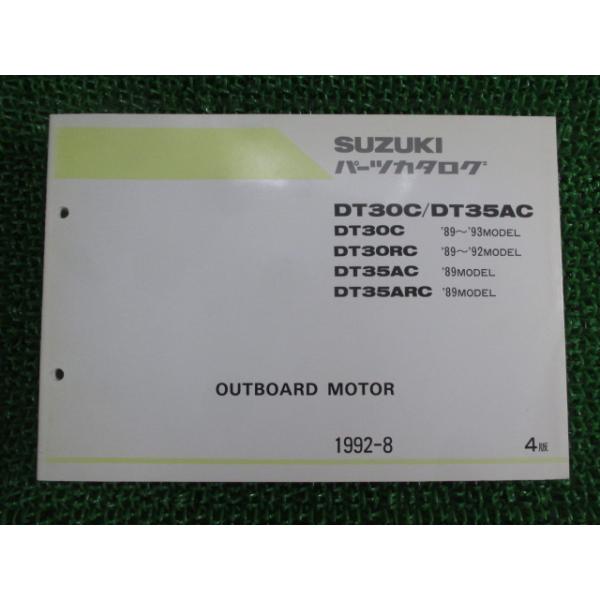 SUZUKI
パーツカタログ
DT30C/DT35AC
DT30C '89～'93MODEL
DT30RC '89～'92MODEL
DT35AC '89MODEL
DT35ARC '89MODEL
OUTBOARD MOTOR
1992-8 4版